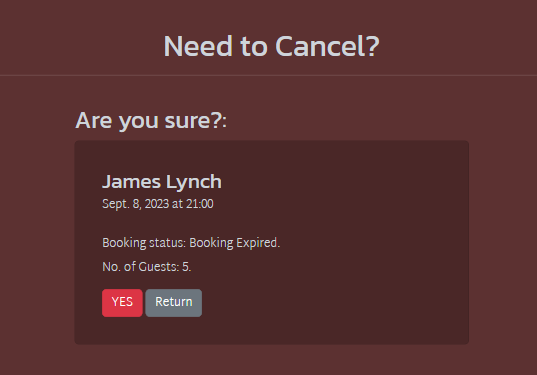 Need to Cancel?
Are you sure?:
James Lynch
Sept. 8, 2023 at 21:00
Booking status: Booking Expired.
No. of Guests: 5.
YES Return